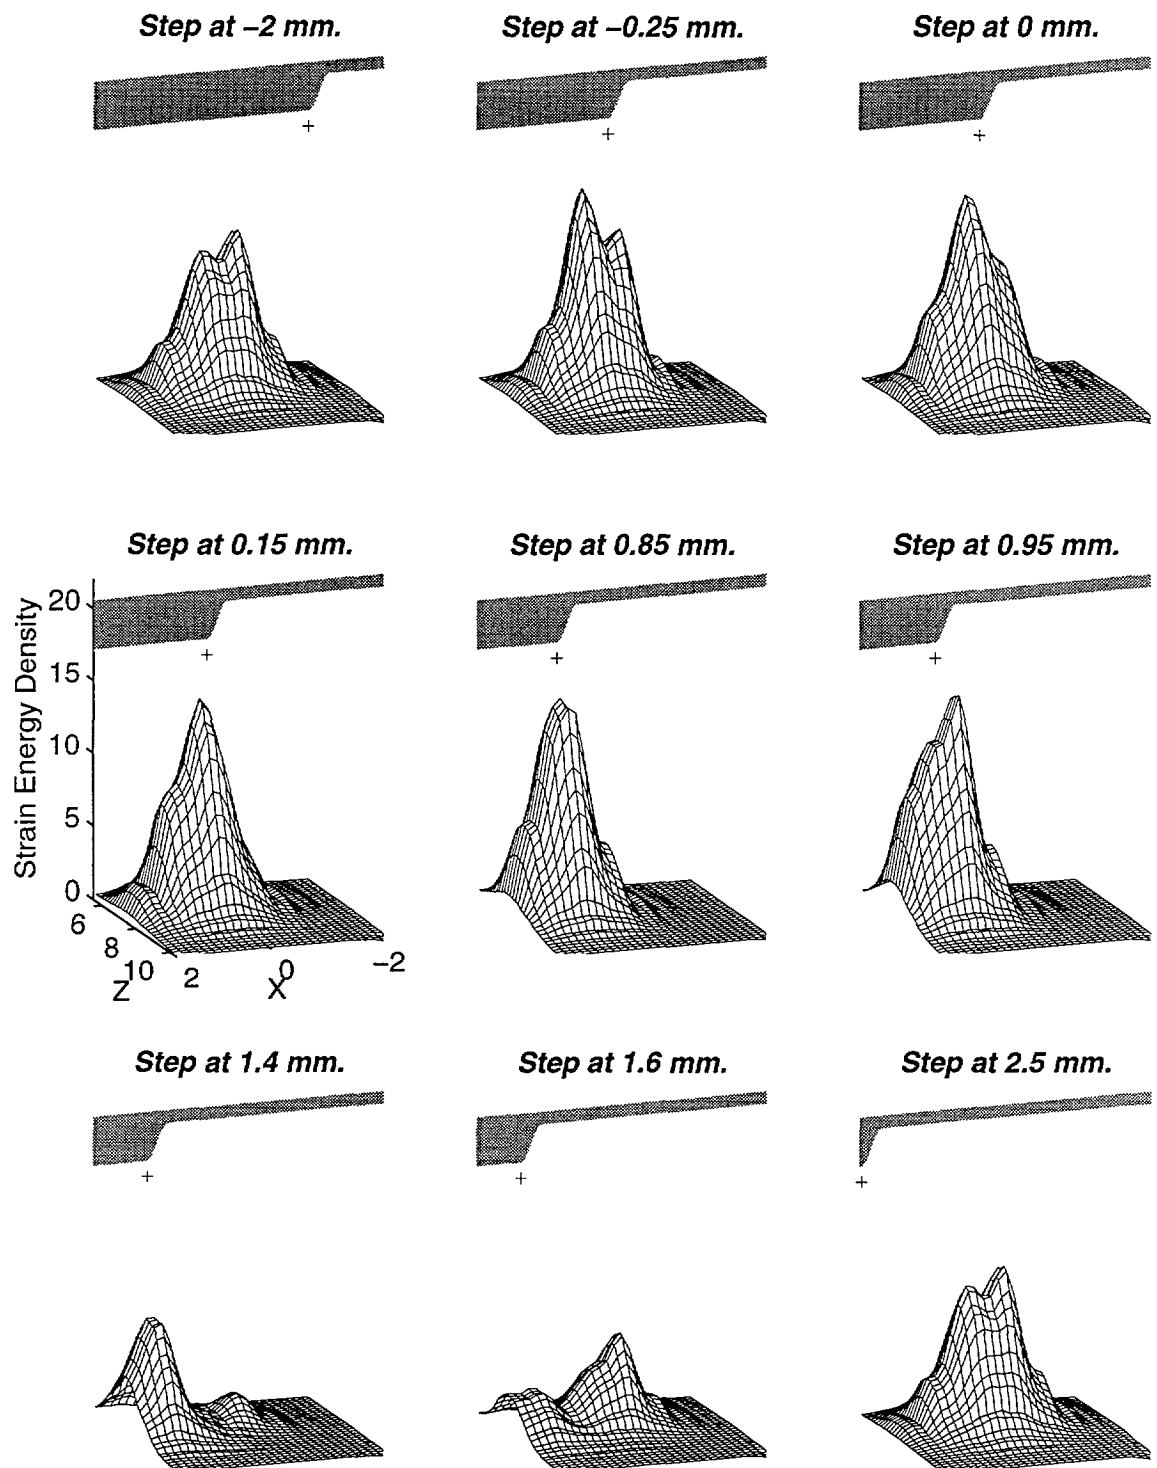 Step at −2 mm.
Step at −0.25 mm.
Step at 0 mm.
+
+
+
Step at 0.15 mm.
Step at 0.85 mm.
Step at 0.95 mm.
Strain Energy Density
20
15
10
5
0
+
+
+
6
8
10
Z
2
0
−2
X
Step at 1.4 mm.
Step at 1.6 mm.
Step at 2.5 mm.
+
+
+